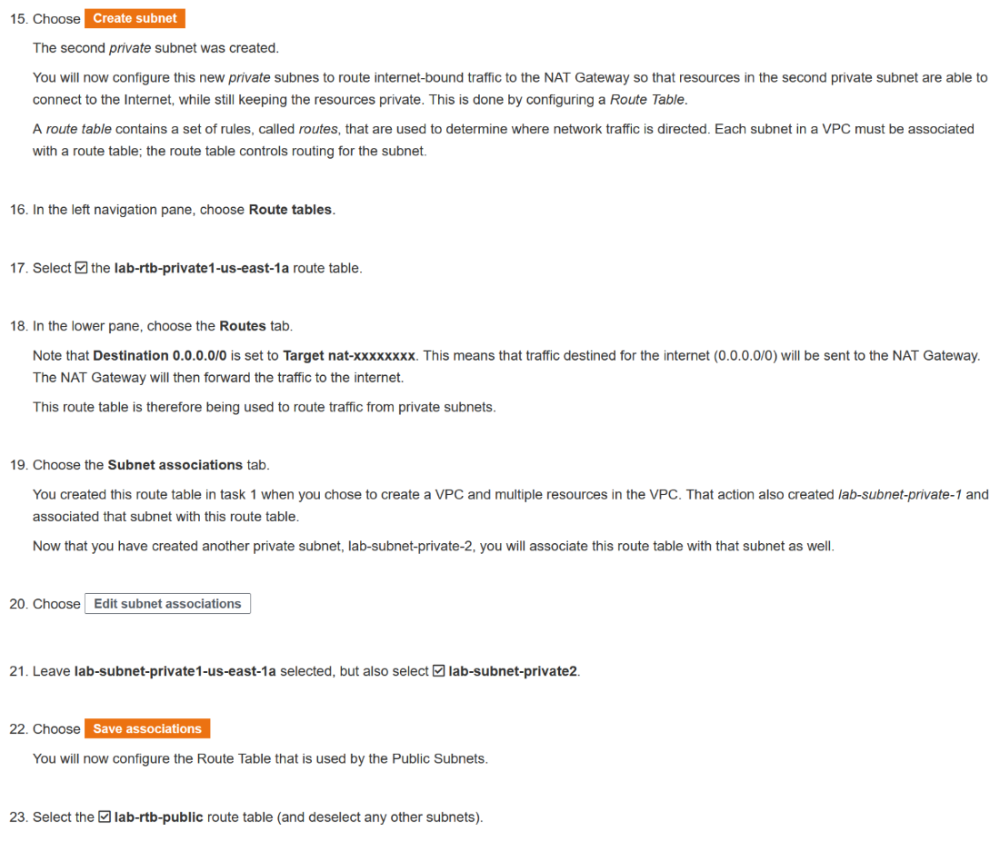 15. Choose Create subnet
The second private subnet was created.
You will now configure this new private subnes to route internet-bound traffic to the NAT Gateway so that resources in the second private subnet are able to
connect to the Internet, while still keeping the resources private. This is done by configuring a Route Table.
A route table contains a set of rules, called routes, that are used to determine where network traffic is directed. Each subnet in a VPC must be associated
with a route table; the route table controls routing for the subnet.
16. In the left navigation pane, choose Route tables.
17. Select ☑ the lab-rtb-private1-us-east-1a route table.
18. In the lower pane, choose the Routes tab.
Note that Destination 0.0.0.0/0 is set to Target nat-xxxxxxxx. This means that traffic destined for the internet (0.0.0.0/0) will be sent to the NAT Gateway.
The NAT Gateway will then forward the traffic to the internet.
This route table is therefore being used to route traffic from private subnets.
19. Choose the Subnet associations tab.
You created this route table in task 1 when you chose to create a VPC and multiple resources in the VPC. That action also created lab-subnet-private-1 and
associated that subnet with this route table.
Now that you have created another private subnet, lab-subnet-private-2, you will associate this route table with that subnet as well.
20. Choose Edit subnet associations
21. Leave lab-subnet-private1-us-east-1a selected, but also select ☑ lab-subnet-private2.
22. Choose Save associations
You will now configure the Route Table that is used by the Public Subnets.
23. Select the ☑ lab-rtb-public route table (and deselect any other subnets).